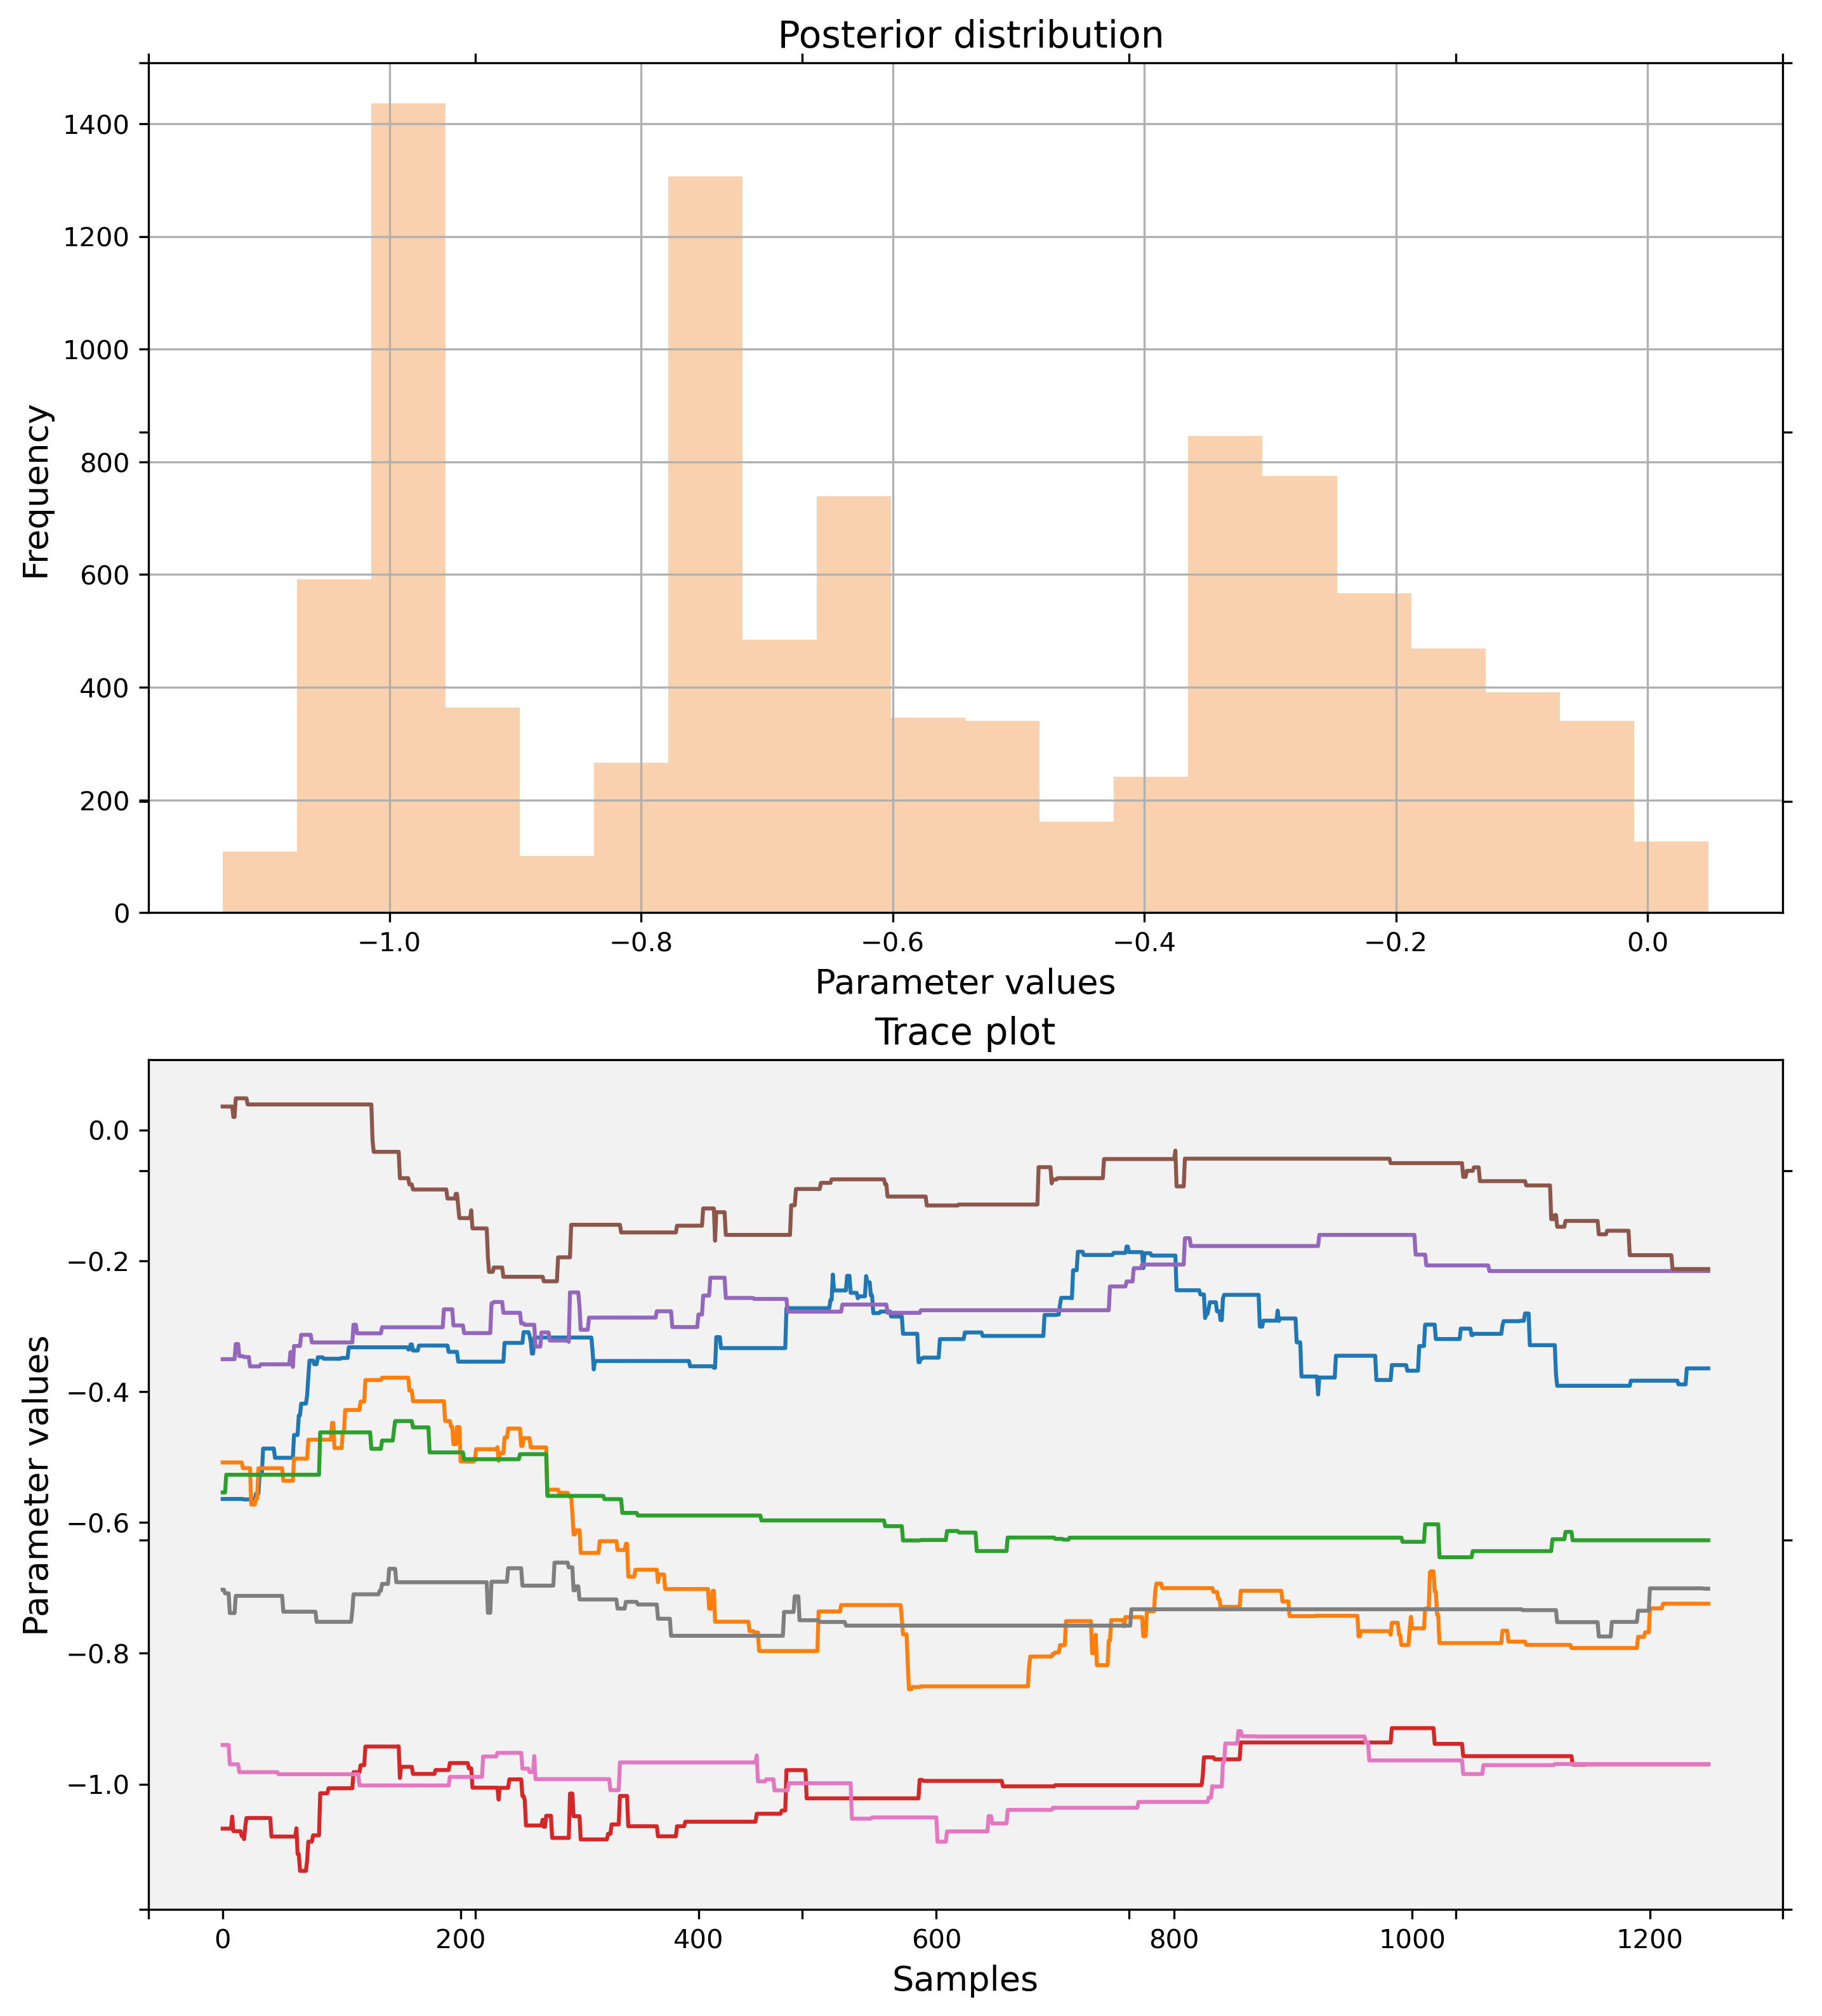 Posterior distribution
1400
1200
1000
800
600
400
200
0
Frequency
−1.0 −0.8 −0.6 −0.4 −0.2 0.0
Parameter values
Trace plot
0.0
−0.2
−0.4
−0.6
−0.8
−1.0
Parameter values
0 200 400 600 800 1000 1200
Samples